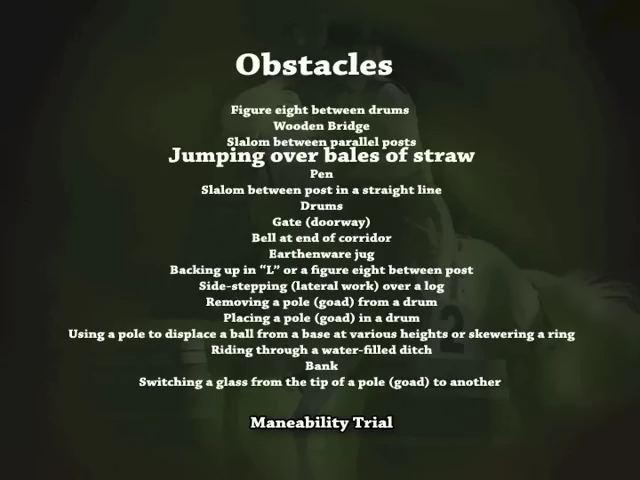 Obstacles
Figure eight between drums
Wooden Bridge
Slalom between parallel posts
Jumping over bales of straw
Pen
Slalom between post in a straight line
Drums
Gate (doorway)
Bell at end of corridor
Earthenware jug
Backing up in “L” or a figure eight between post
Side-stepping (lateral work) over a log
Removing a pole (goad) from a drum
Placing a pole (goad) in a drum
Using a pole to displace a ball from a base at various heights or skewering a ring
Riding through a water-filled ditch
Bank
Switching a glass from the tip of a pole (goad) to another
Maneability Trial
2